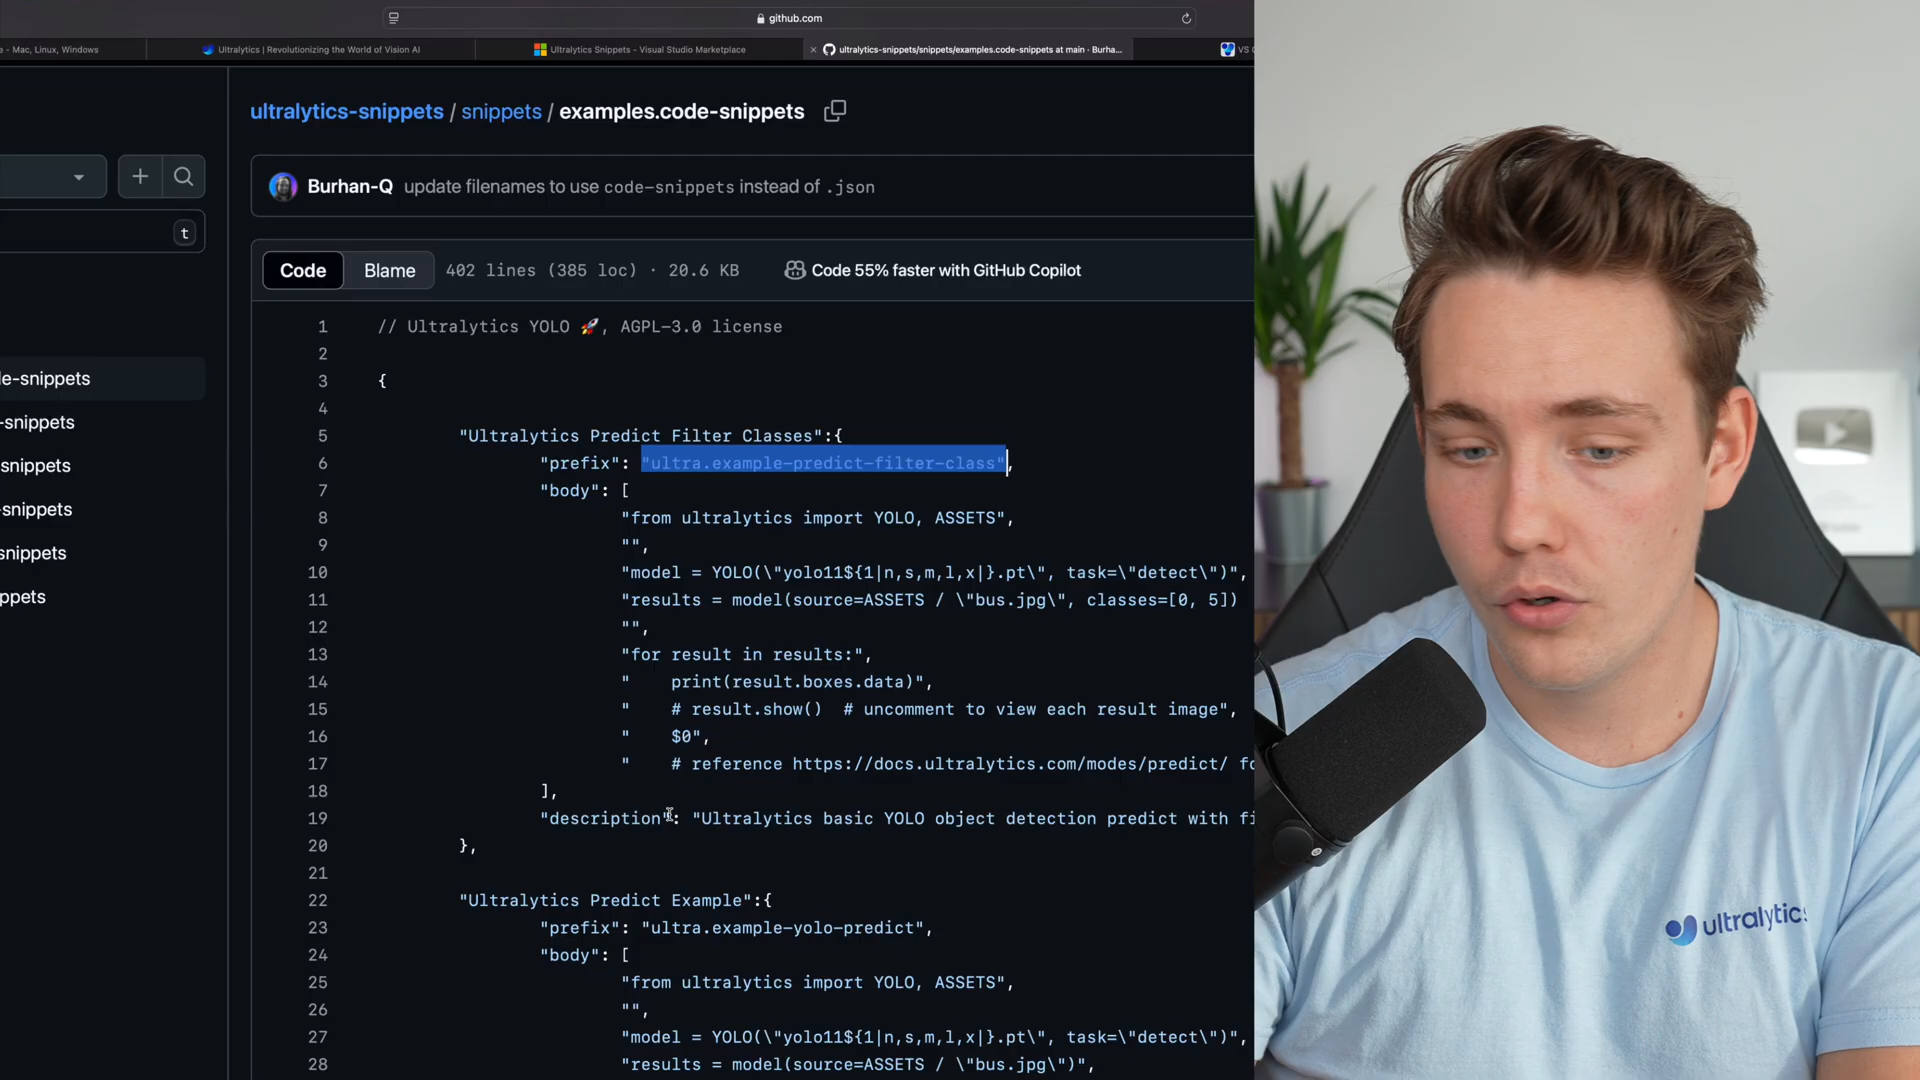 github.com
e - Mac, Linux, Windows
Ultralytics | Revolutionizing the World of Vision AI
Ultralytics Snippets - Visual Studio Marketplace
ultralytics-snippets/snippets/examples.code-snippets at main · Burha...
VS C
ultralytics-snippets / snippets / examples.code-snippets
t
Burhan-Q update filenames to use code-snippets instead of .json
Code Blame 402 lines (385 loc) · 20.6 KB Code 55% faster with GitHub Copilot
e-snippets
-snippets
snippets
-snippets
snippets
ppets
1 // Ultralytics YOLO 🚀, AGPL-3.0 license
2
3 {
4
5 "Ultralytics Predict Filter Classes":{
6 "prefix": "ultra.example-predict-filter-class",
7 "body": [
8 "from ultralytics import YOLO, ASSETS",
9 "",
10 "model = YOLO(\"yolo11${1|n,s,m,l,x|}.pt\", task=\"detect\")",
11 "results = model(source=ASSETS / \"bus.jpg\", classes=[0, 5])
12 "",
13 "for result in results:",
14 "    print(result.boxes.data)",
15 "    # result.show()  # uncomment to view each result image",
16 "    $0",
17 "    # reference https://docs.ultralytics.com/modes/predict/ fo
18 ],
19 "description": "Ultralytics basic YOLO object detection predict with fi
20 },
21
22 "Ultralytics Predict Example":{
23 "prefix": "ultra.example-yolo-predict",
24 "body": [
25 "from ultralytics import YOLO, ASSETS",
26 "",
27 "model = YOLO(\"yolo11${1|n,s,m,l,x|}.pt\", task=\"detect\")",
28 "results = model(source=ASSETS / \"bus.jpg\")",
ultralytics